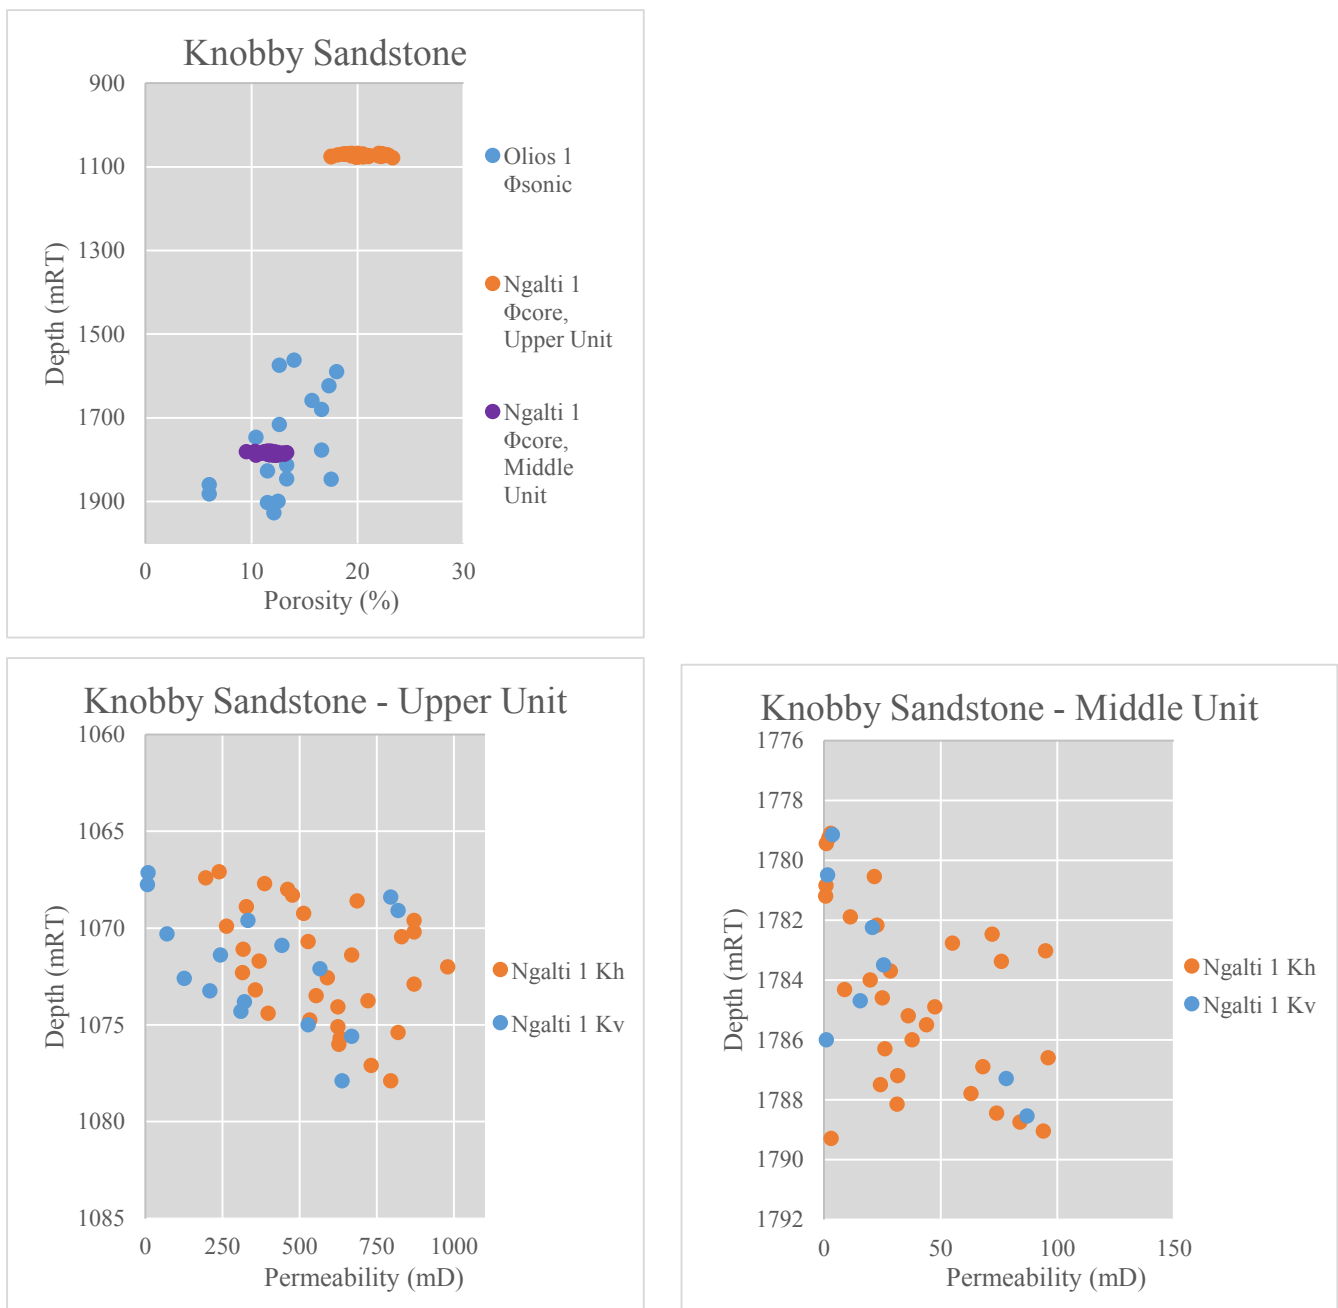 Knobby Sandstone
900
1100
1300
1500
1700
1900
Depth (mRT)
0 10 20 30
Porosity (%)
Olios 1
Φsonic
Ngalti 1
Φcore,
Upper Unit
Ngalti 1
Φcore,
Middle
Unit
Knobby Sandstone - Upper Unit
1060
1065
1070
1075
1080
1085
Depth (mRT)
0 250 500 750 1000
Permeability (mD)
Ngalti 1 Kh
Ngalti 1 Kv
Knobby Sandstone - Middle Unit
1776
1778
1780
1782
1784
1786
1788
1790
1792
Depth (mRT)
0 50 100 150
Permeability (mD)
Ngalti 1 Kh
Ngalti 1 Kv